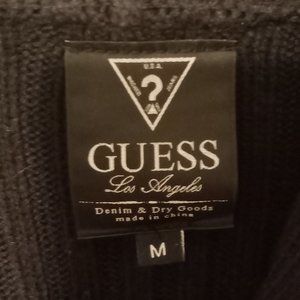 U.S.A.
?
GUESS
Los Angeles
Denim & Dry Goods
made in china
M